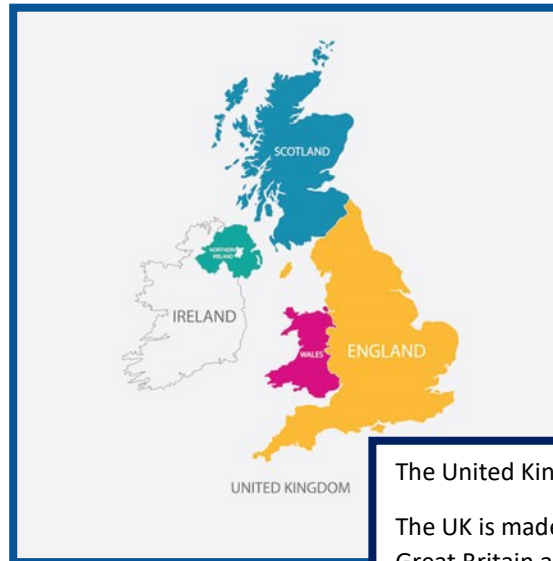 SCOTLAND
NORTHERN
IRELAND
IRELAND
WALES
ENGLAND
UNITED KINGDOM
The United Kin
The UK is made
Great Britain a